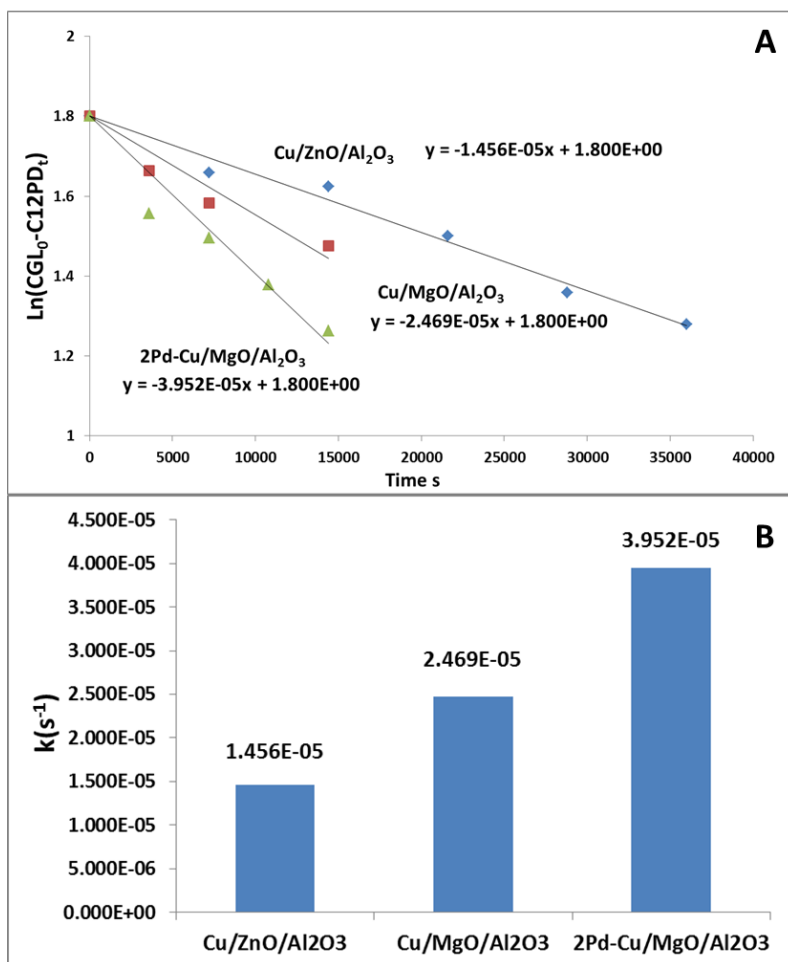 A
2
1.8
1.6
1.4
1.2
1
Ln(CGL₀-C12PDₜ)
Cu/ZnO/Al₂O₃ y = -1.456E-05x + 1.800E+00
Cu/MgO/Al₂O₃
y = -2.469E-05x + 1.800E+00
2Pd-Cu/MgO/Al₂O₃
y = -3.952E-05x + 1.800E+00
0 5000 10000 15000 20000 25000 30000 35000 40000
Time s
B
4.500E-05
4.000E-05
3.500E-05
3.000E-05
2.500E-05
2.000E-05
1.500E-05
1.000E-05
5.000E-06
0.000E+00
k(s⁻¹)
1.456E-05
2.469E-05
3.952E-05
Cu/ZnO/Al2O3 Cu/MgO/Al2O3 2Pd-Cu/MgO/Al2O3